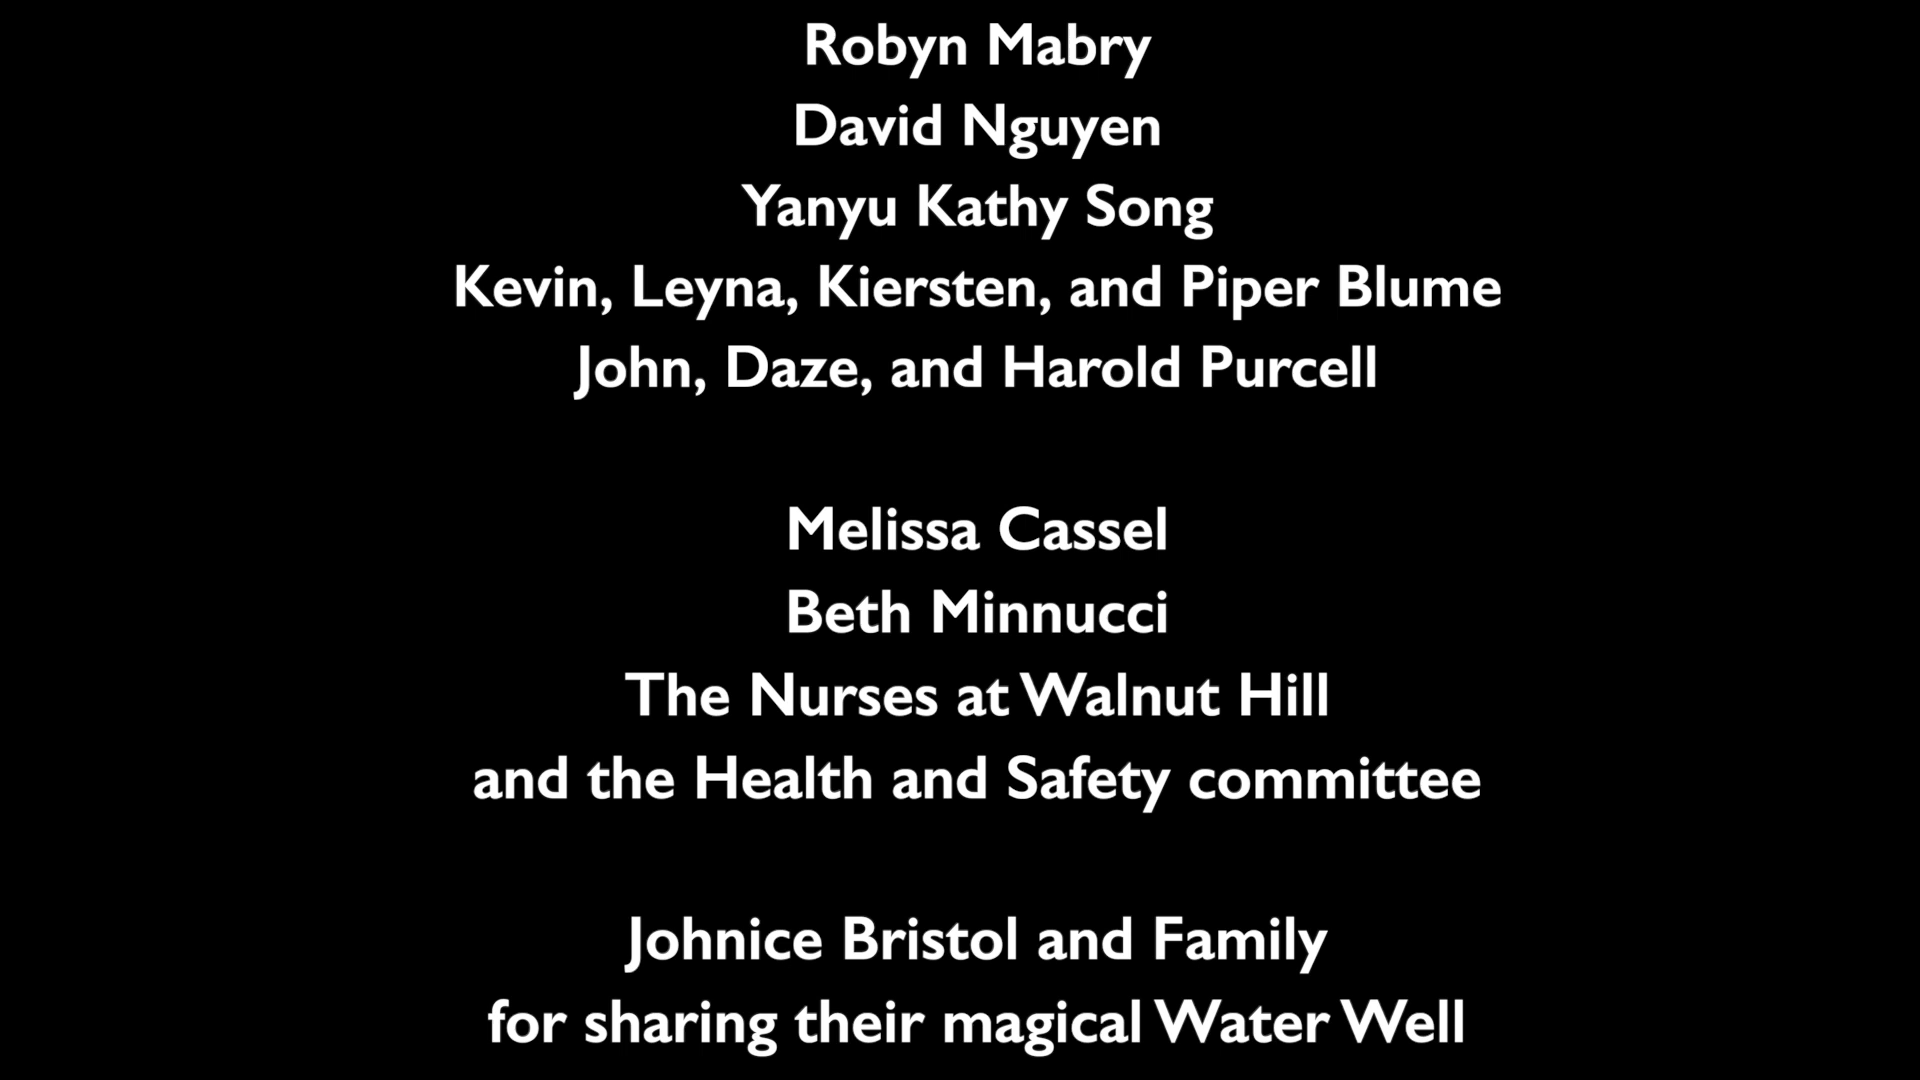 Robyn Mabry
David Nguyen
Yanyu Kathy Song
Kevin, Leyna, Kiersten, and Piper Blume
John, Daze, and Harold Purcell
Melissa Cassel
Beth Minnucci
The Nurses at Walnut Hill
and the Health and Safety committee
Johnice Bristol and Family
for sharing their magical Water Well